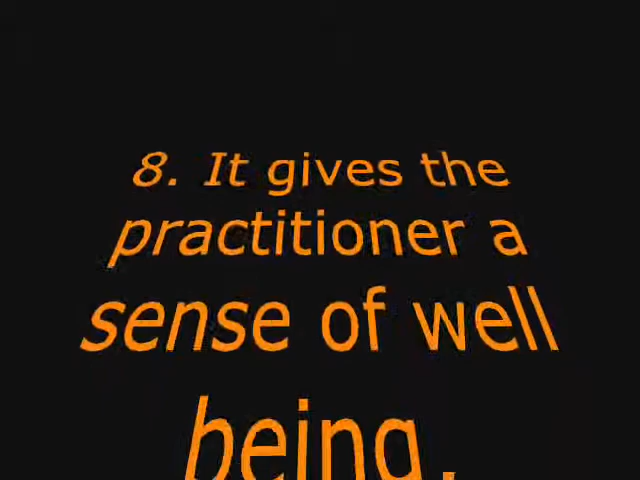 8. It gives the
practitioner a
sense of well
being.